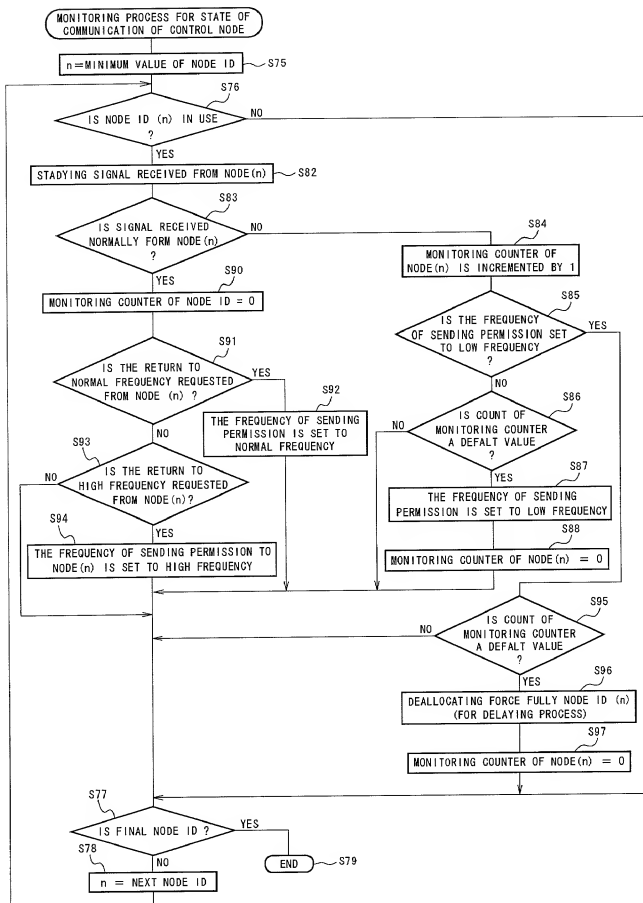 MONITORING PROCESS FOR STATE OF
COMMUNICATION OF CONTROL NODE
n=MINIMUM VALUE OF NODE ID
S75
S76
IS NODE ID (n) IN USE
?
NO
YES
STADYING SIGNAL RECEIVED FROM NODE(n)
S82
S83
IS SIGNAL RECEIVED
NORMALLY FORM NODE(n)
?
NO
YES
S84
MONITORING COUNTER OF
NODE(n) IS INCREMENTED BY 1
S90
MONITORING COUNTER OF NODE ID = 0
S85
IS THE FREQUENCY
OF SENDING PERMISSION SET
TO LOW FREQUENCY
?
YES
NO
S91
IS THE RETURN TO
NORMAL FREQUENCY REQUESTED
FROM NODE (n) ?
YES
NO
S92
THE FREQUENCY OF SENDING
PERMISSION IS SET TO
NORMAL FREQUENCY
S86
IS COUNT OF
MONITORING COUNTER
A DEFALT VALUE
?
NO
YES
S93
IS THE RETURN TO
HIGH FREQUENCY REQUESTED
FROM NODE(n)?
NO
YES
S87
THE FREQUENCY OF SENDING
PERMISSION IS SET TO LOW FREQUENCY
S94
THE FREQUENCY OF SENDING PERMISSION TO
NODE(n) IS SET TO HIGH FREQUENCY
S88
MONITORING COUNTER OF NODE(n) = 0
S95
IS COUNT OF
MONITORING COUNTER
A DEFALT VALUE
?
NO
YES
S96
DEALLOCATING FORCE FULLY NODE ID (n)
(FOR DELAYING PROCESS)
S97
MONITORING COUNTER OF NODE(n) = 0
S77
IS FINAL NODE ID ?
YES
NO
END
S79
S78
n = NEXT NODE ID